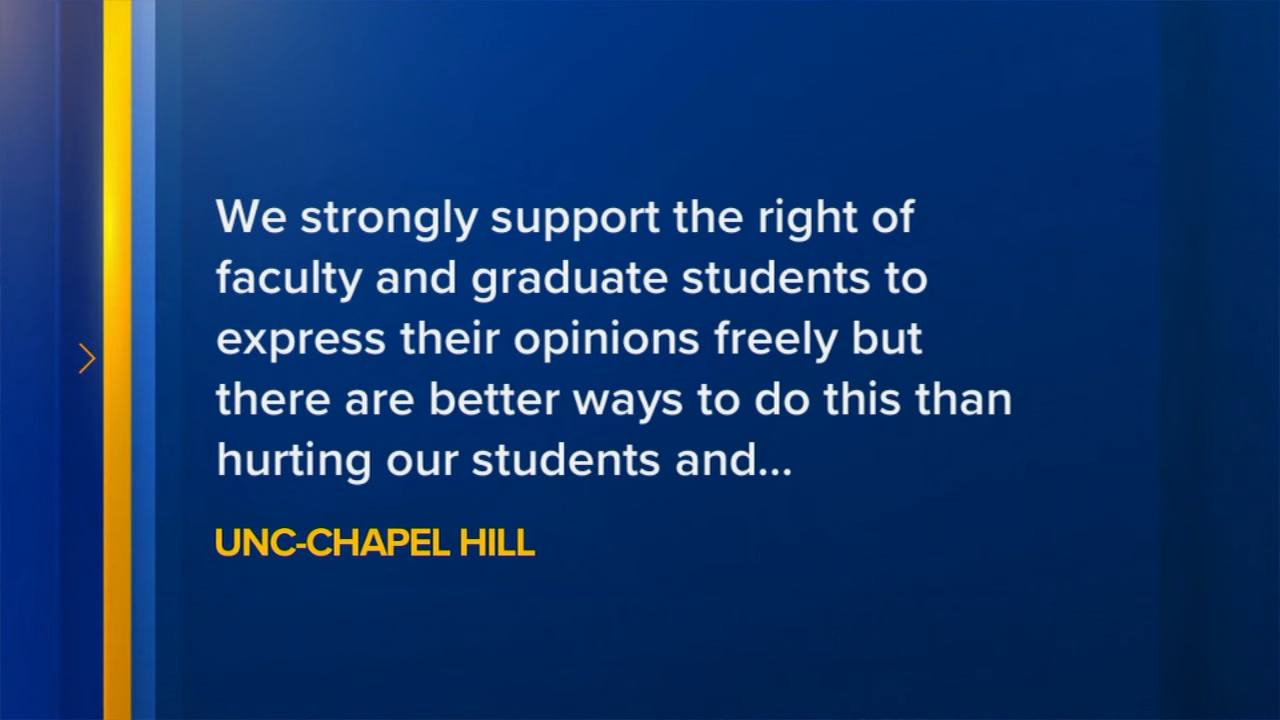 We strongly support the right of
faculty and graduate students to
express their opinions freely but
there are better ways to do this than
hurting our students and...
UNC-CHAPEL HILL